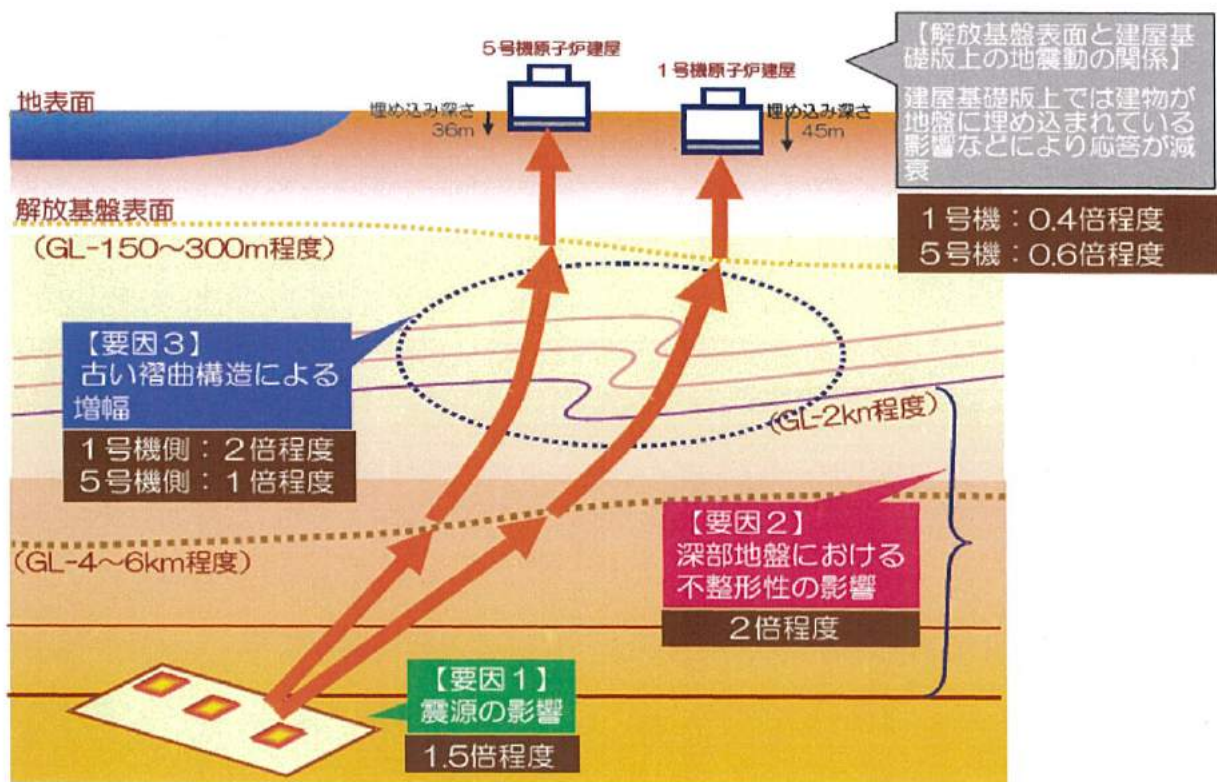 5号機原子炉建屋
1号機原子炉建屋
【解放基盤表面と建屋基
礎版上の地震動の関係】
建屋基礎版上では建物が
地盤に埋め込まれている
影響などにより応答が減
衰
地表面
埋め込み深さ
36m
埋め込み深さ
45m
1号機：0.4倍程度
5号機：0.6倍程度
解放基盤表面
（GL-150～300m程度）
【要因3】
古い褶曲構造による
増幅
1号機側：2倍程度
5号機側：1倍程度
（GL-2km程度）
【要因2】
深部地盤における
不整形性の影響
2倍程度
（GL-4～6km程度）
【要因1】
震源の影響
1.5倍程度